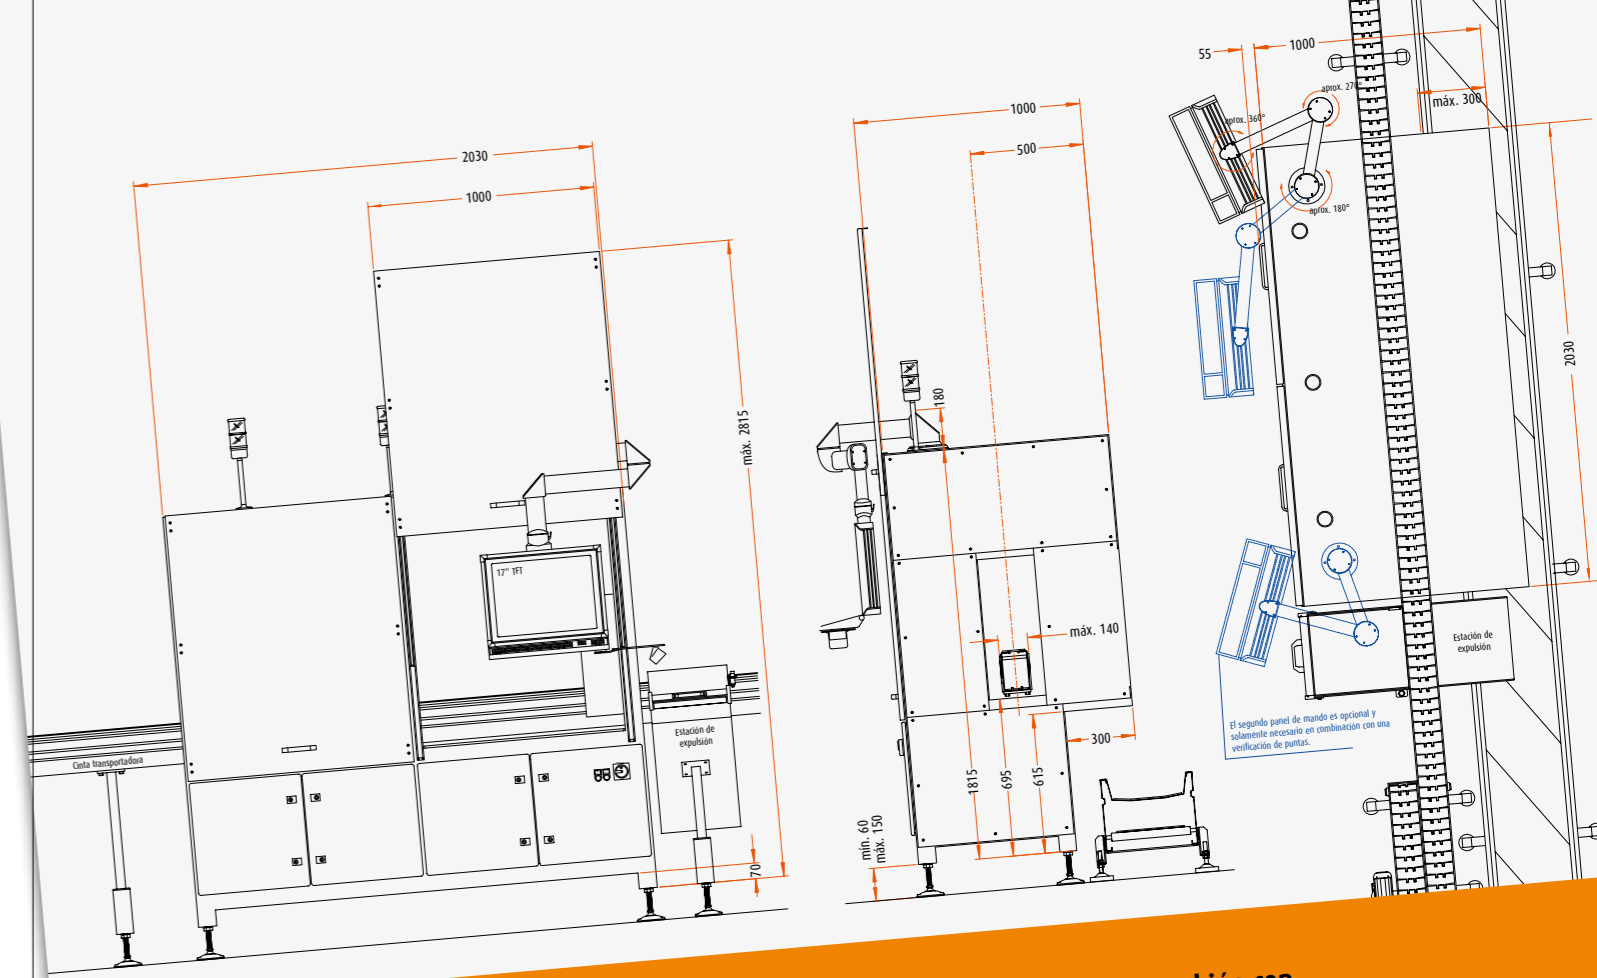 2030
1000
máx. 2815
17" TFT
Cinta transportadora
Estación de
expulsión
70
1000
500
180
máx. 140
300
1815
695
615
mín. 60
máx. 150
55
1000
aprox. 270°
máx. 300
aprox. 360°
aprox. 180°
2030
Estación de
expulsión
El segundo panel de mando es opcional y
solamente necesario en combinación con una
verificación de puntas.